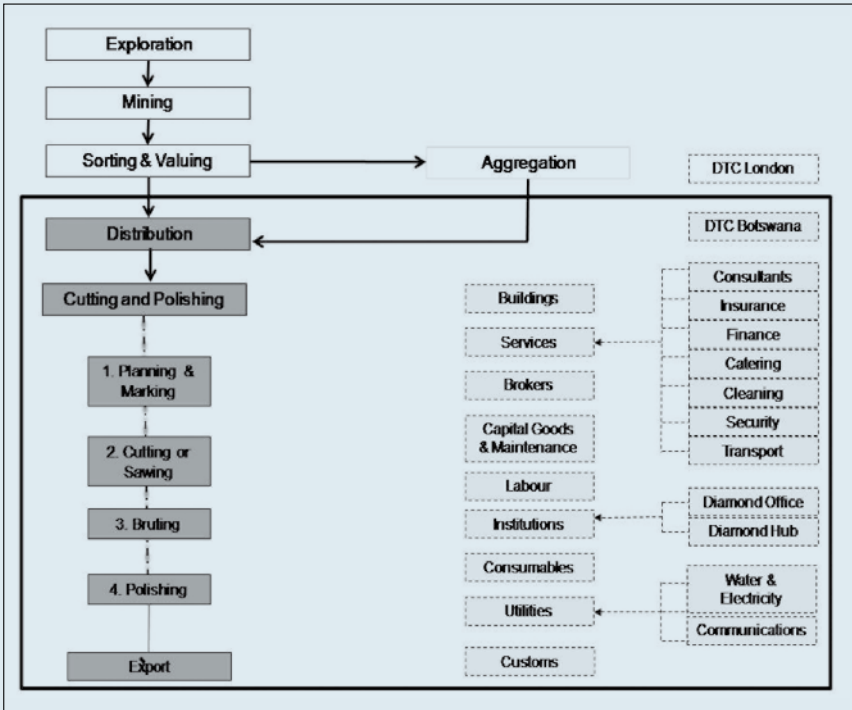 Exploration
Mining
Sorting & Valuing
Aggregation
DTC London
Distribution
DTC Botswana
Cutting and Polishing
1. Planning &
Marking
2. Cutting or
Sawing
3. Bruting
4. Polishing
Export
Buildings
Services
Brokers
Capital Goods
& Maintenance
Labour
Institutions
Consumables
Utilities
Customs
Consultants
Insurance
Finance
Catering
Cleaning
Security
Transport
Diamond Office
Diamond Hub
Water &
Electricity
Communications